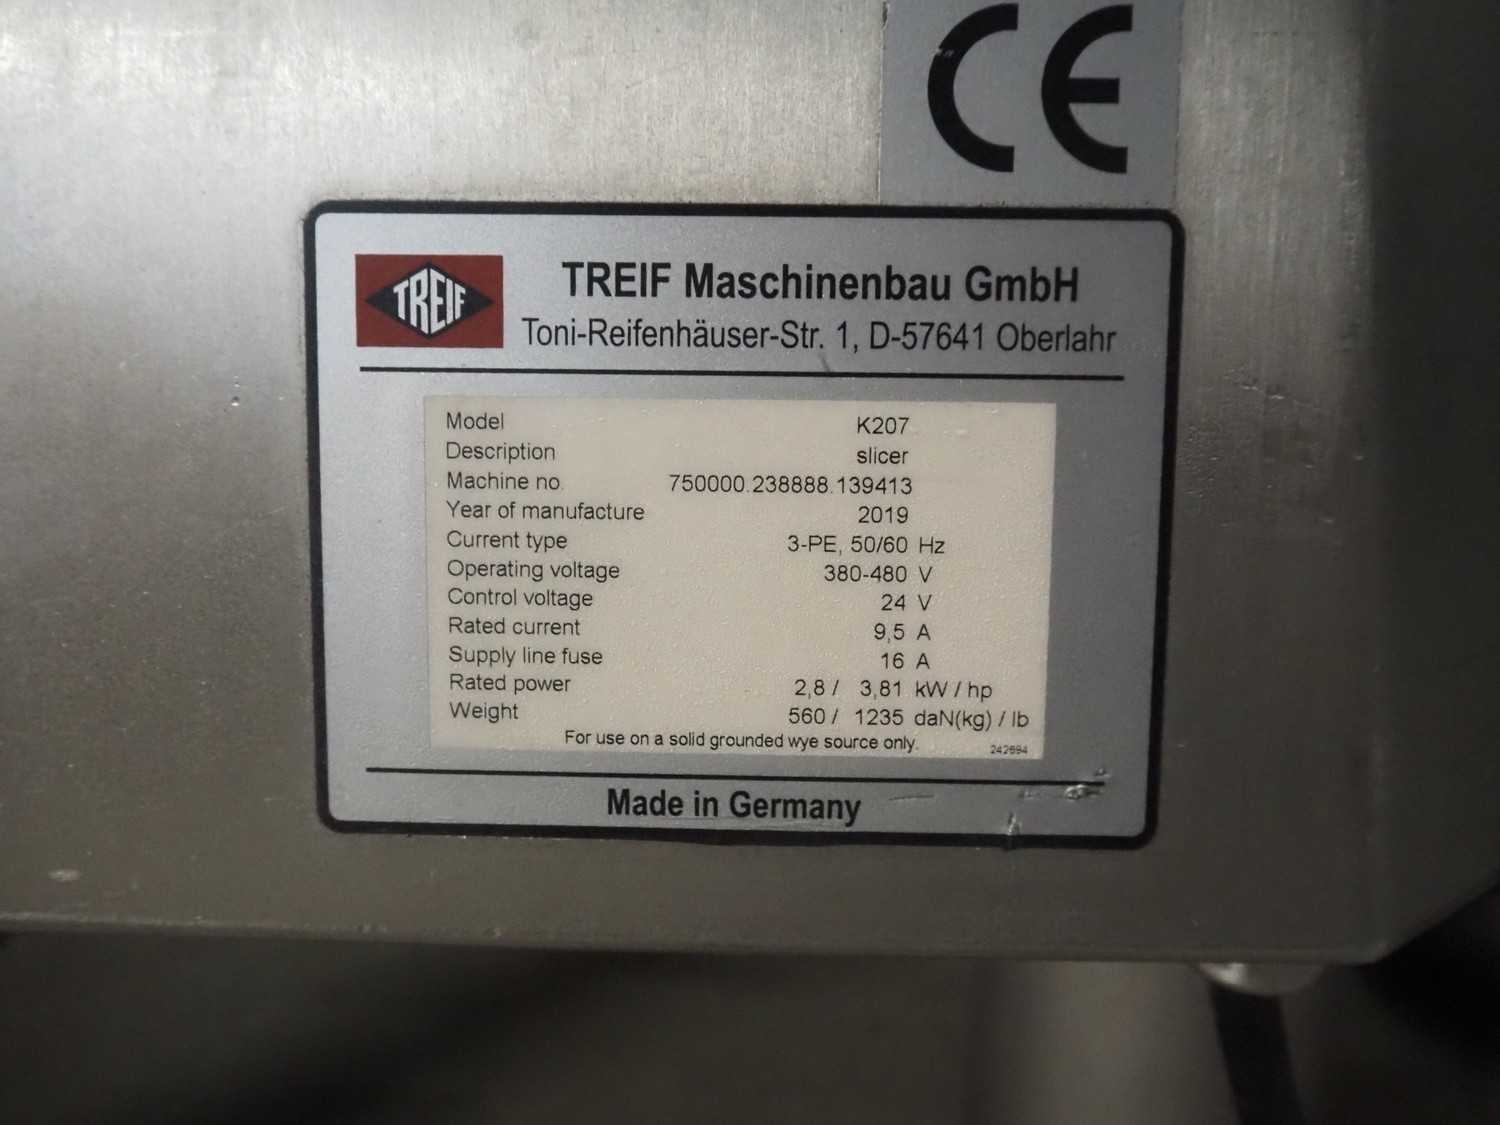 CE
TREIF
TREIF Maschinenbau GmbH
Toni-Reifenhäuser-Str. 1, D-57641 Oberlahr
Model K207
Description slicer
Machine no. 750000.238888.139413
Year of manufacture 2019
Current type 3-PE, 50/60 Hz
Operating voltage 380-480 V
Control voltage 24 V
Rated current 9,5 A
Supply line fuse 16 A
Rated power 2,8 / 3,81 kW / hp
Weight 560 / 1235 daN(kg) / lb
For use on a solid grounded wye source only.
242694
Made in Germany